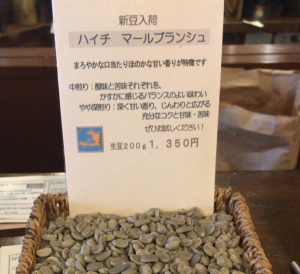 新豆入荷
ハイチ マールブランシュ
まろやかな口当たりほのかな甘い香りが特徴です
中煎り：酸味と苦味それぞれを、
かすかに感じるバランスのよい味わい
やや深煎り：深く甘い香り、じんわりと広がる
充分なコクと甘味・苦味
ぜひお試しください！
生豆200g 1,350円